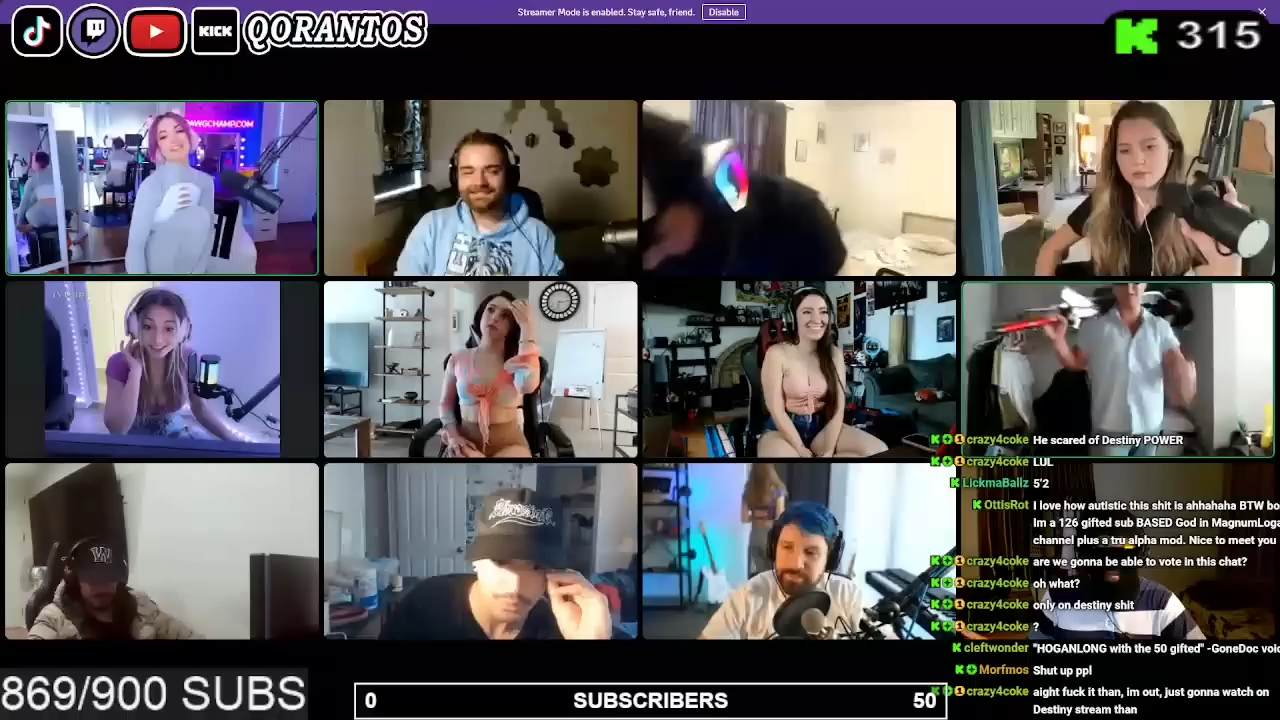 Streamer Mode is enabled. Stay safe, friend. Disable
KICK QORANTOS
K 315
DAWGCHAMP.COM
crazy4coke He scared of Destiny POWER
crazy4coke LUL
LickmaBallz 5'2
OttisRot I love how autistic this shit is ahhahaha BTW bo
Im a 126 gifted sub BASED God in MagnumLoga
channel plus a tru alpha mod. Nice to meet you
crazy4coke are we gonna be able to vote in this chat?
crazy4coke oh what?
crazy4coke only on destiny shit
crazy4coke ?
cleftwonder "HOGANLONG with the 50 gifted" -GoneDoc voic
Morfmos Shut up ppl
crazy4coke aight fuck it than, im out, just gonna watch on
Destiny stream than
869/900 SUBS
0 SUBSCRIBERS 50